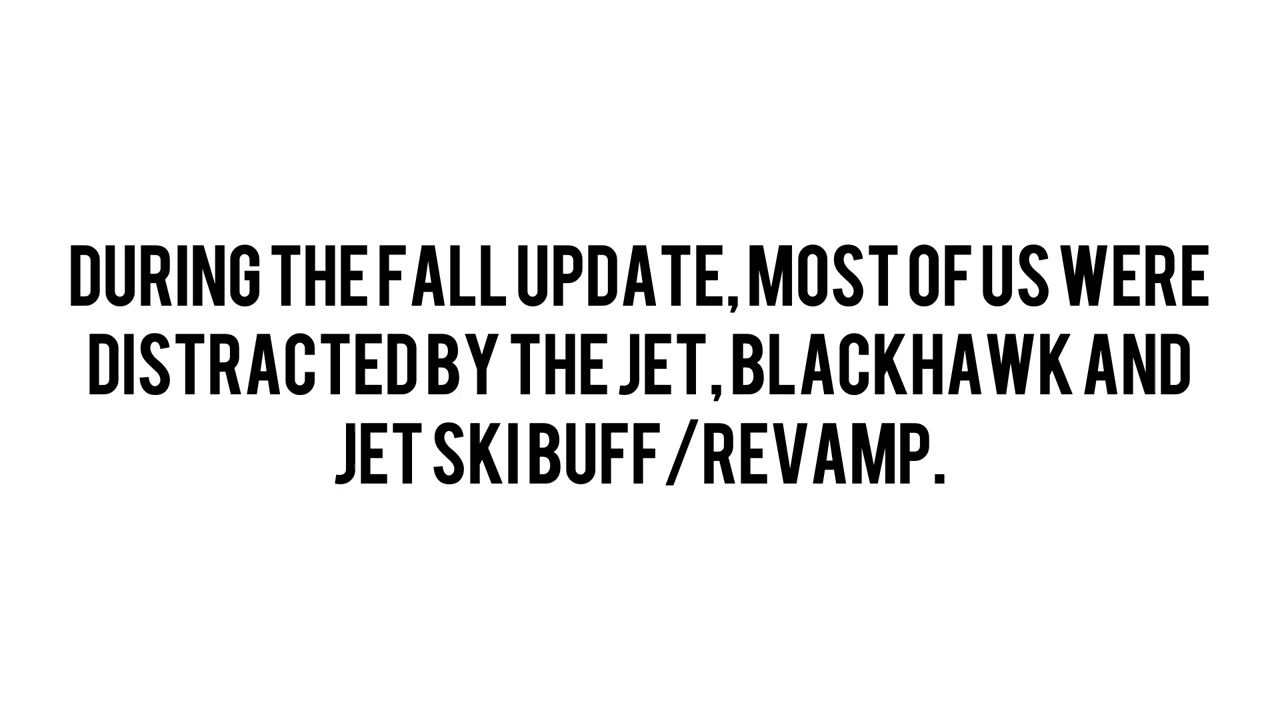 DURING THE FALL UPDATE, MOST OF US WERE
DISTRACTED BY THE JET, BLACKHAWK AND
JET SKI BUFF/REVAMP.